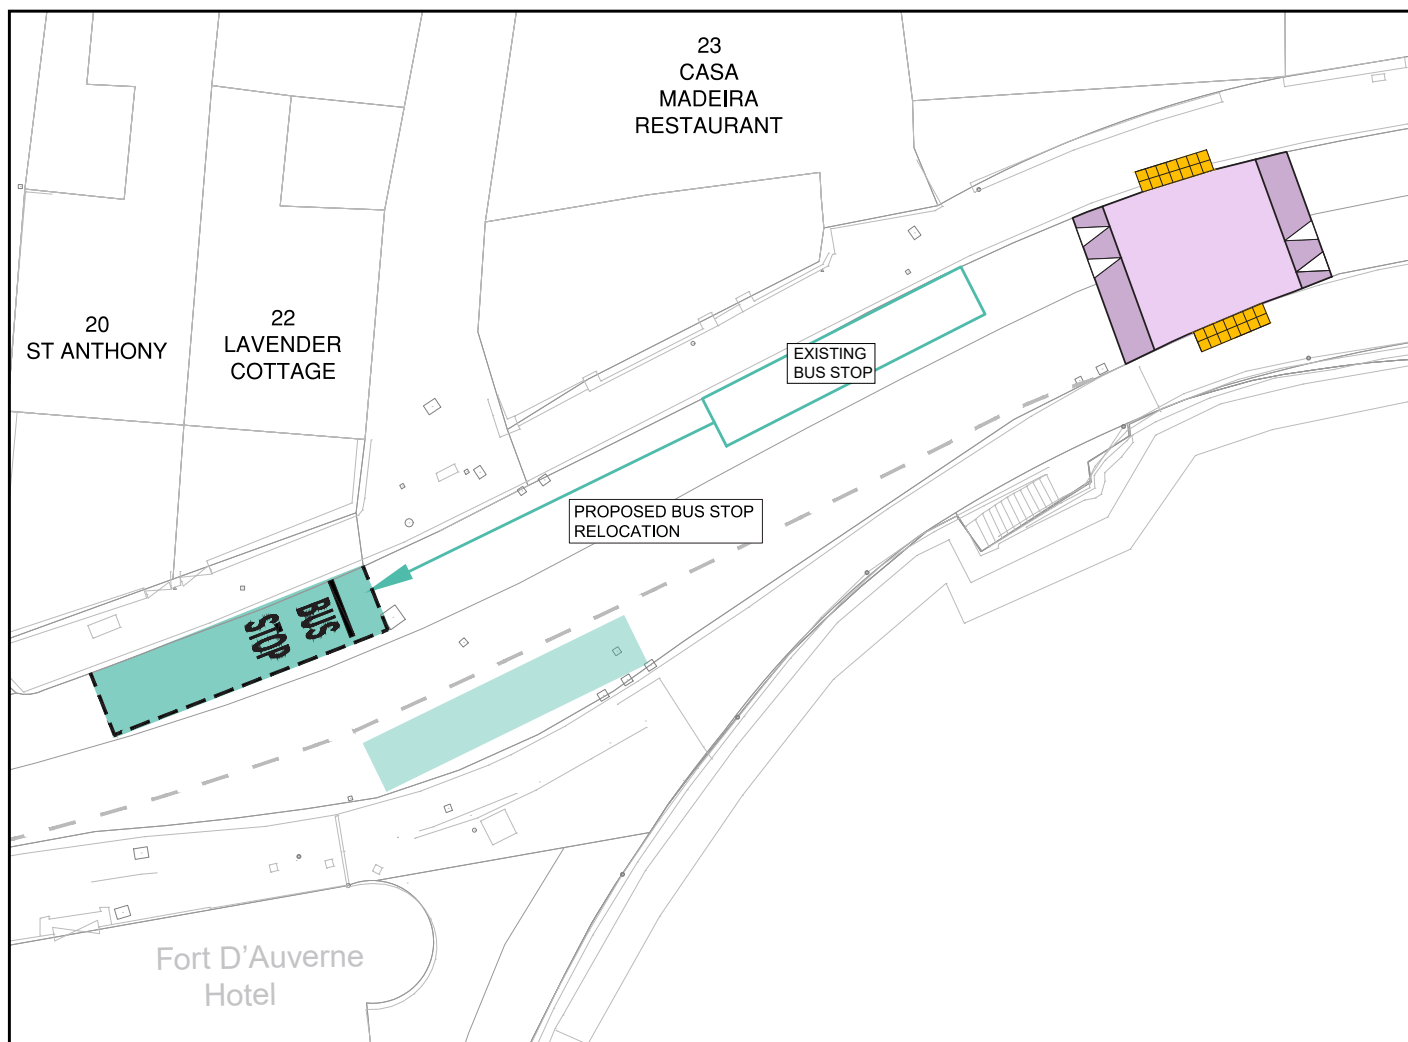 23
CASA
MADEIRA
RESTAURANT
20
ST ANTHONY
22
LAVENDER
COTTAGE
EXISTING
BUS STOP
PROPOSED BUS STOP
RELOCATION
BUS
STOP
Fort D'Auverne
Hotel